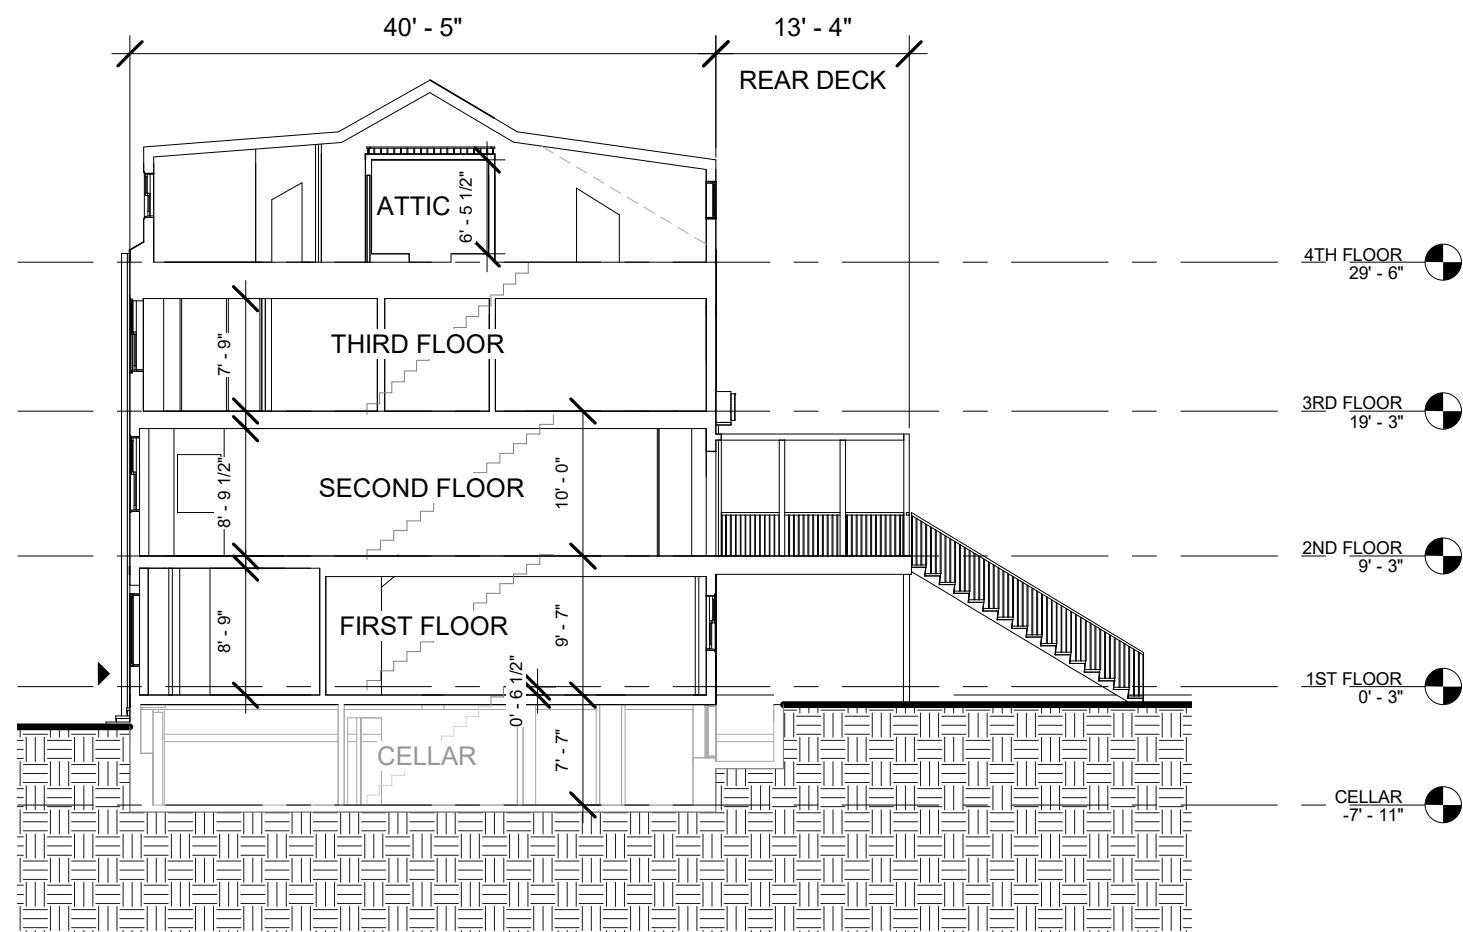 40' - 5"
13' - 4"
REAR DECK
ATTIC
6' - 5 1/2"
4TH FLOOR
29' - 6"
THIRD FLOOR
7' - 9"
3RD FLOOR
19' - 3"
SECOND FLOOR
8' - 9 1/2"
10' - 0"
2ND FLOOR
9' - 3"
FIRST FLOOR
8' - 9"
9' - 7"
0' - 6 1/2"
1ST FLOOR
0' - 3"
CELLAR
7' - 7"
CELLAR
-7' - 11"